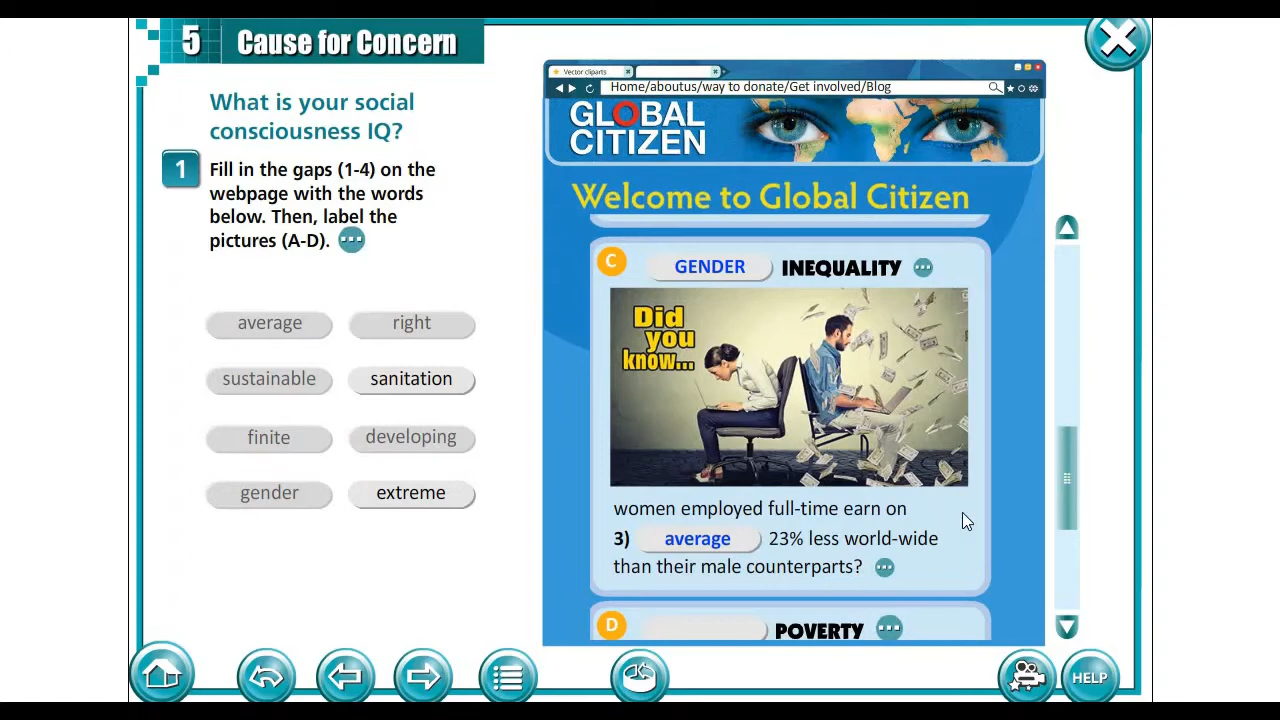 5 Cause for Concern
What is your social
consciousness IQ?
1 Fill in the gaps (1-4) on the
webpage with the words
below. Then, label the
pictures (A-D).
average right
sustainable sanitation
finite developing
gender extreme
Vector cliparts
Home/aboutus/way to donate/Get involved/Blog
GLOBAL
CITIZEN
Welcome to Global Citizen
C GENDER INEQUALITY
Did
you
know...
women employed full-time earn on
3) average 23% less world-wide
than their male counterparts?
D POVERTY
HELP